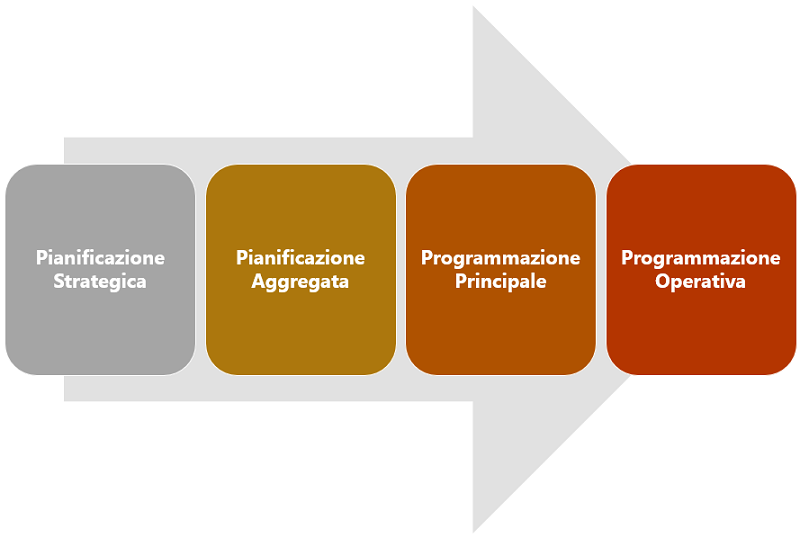 Pianificazione
Strategica
Pianificazione
Aggregata
Programmazione
Principale
Programmazione
Operativa